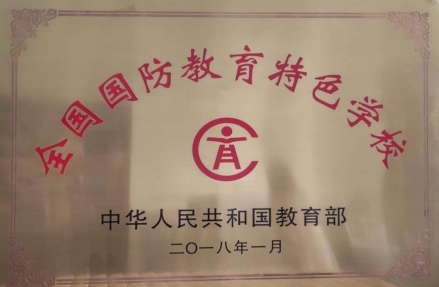 全国国防教育特色学校
中华人民共和国教育部
二〇一八年一月